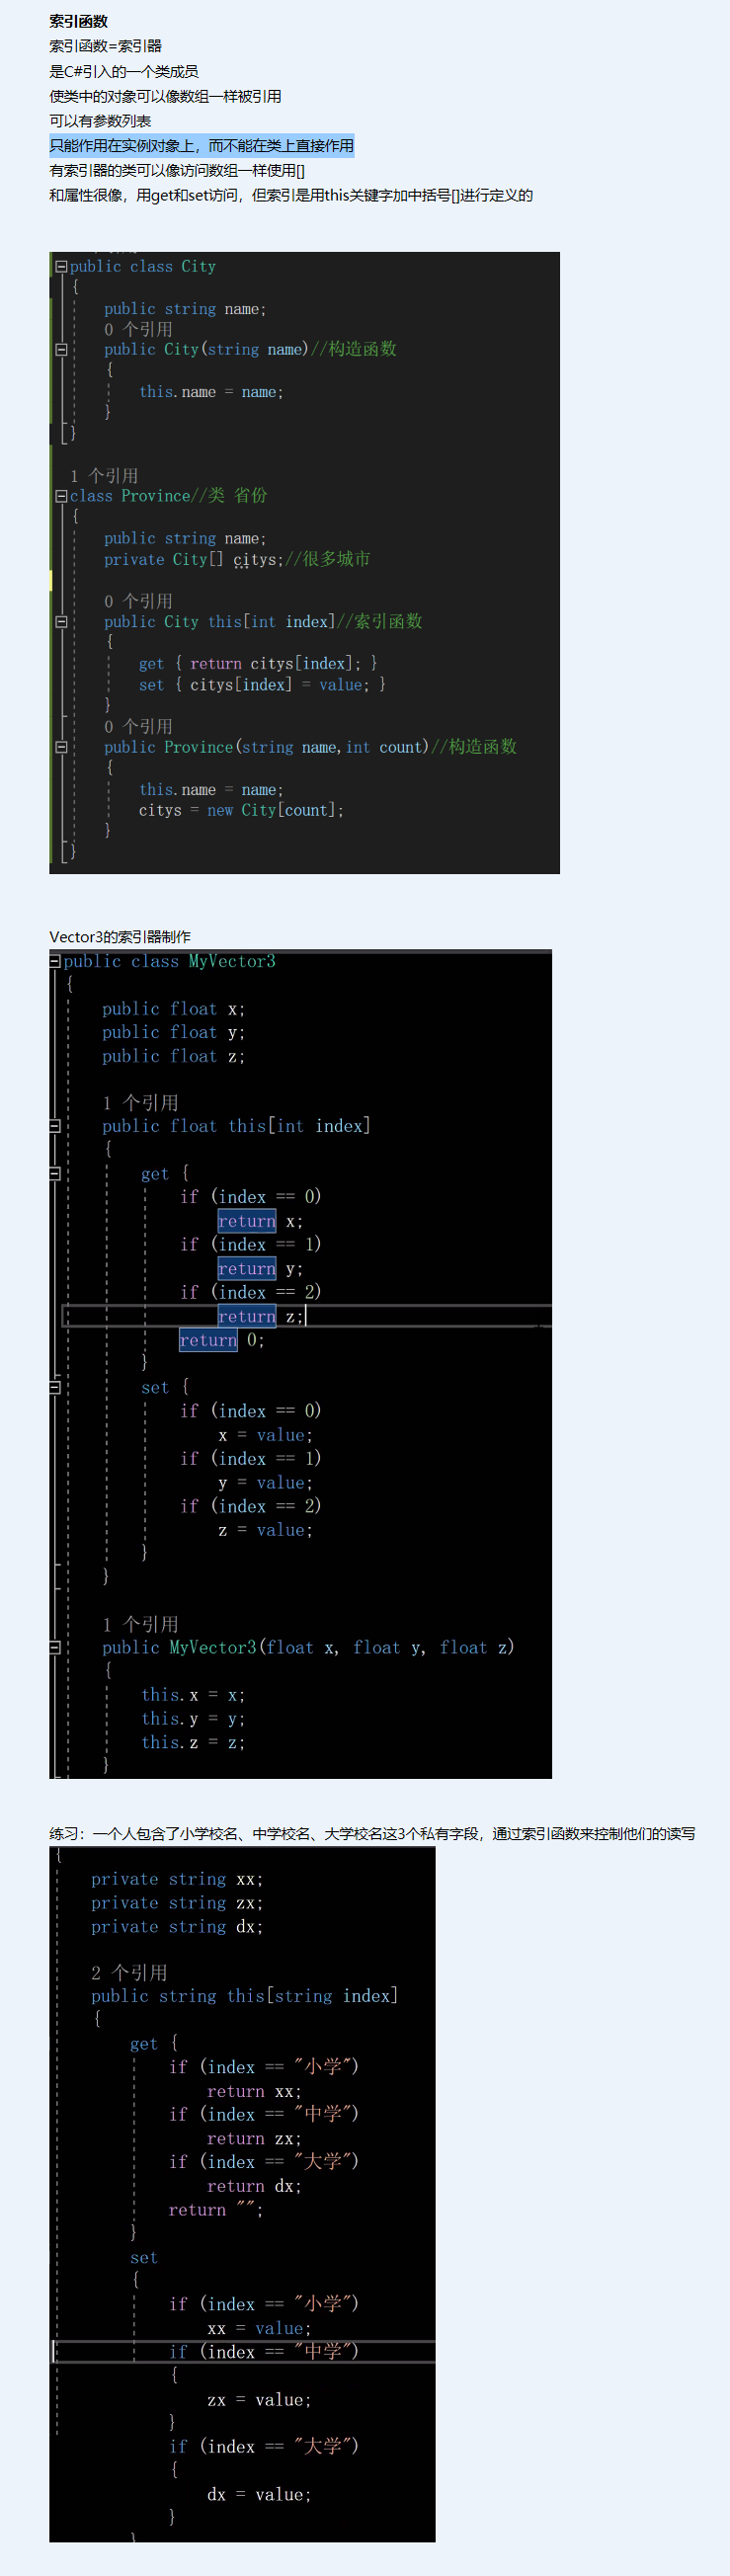 索引函数
索引函数=索引器
是C#引入的一个类成员
使类中的对象可以像数组一样被引用
可以有参数列表
只能作用在实例对象上，而不能在类上直接作用
有索引器的类可以像访问数组一样使用[]
和属性很像，用get和set访问，但索引是用this关键字加中括号[]进行定义的
public class City
{
public string name;
0 个引用
public City(string name)//构造函数
{
this.name = name;
}
}
1 个引用
class Province//类 省份
{
public string name;
private City[] citys;//很多城市
0 个引用
public City this[int index]//索引函数
{
get { return citys[index]; }
set { citys[index] = value; }
}
0 个引用
public Province(string name,int count)//构造函数
{
this.name = name;
citys = new City[count];
}
}
Vector3的索引器制作
public class MyVector3
{
public float x;
public float y;
public float z;
1 个引用
public float this[int index]
{
get {
if (index == 0)
return x;
if (index == 1)
return y;
if (index == 2)
return z;
return 0;
}
set {
if (index == 0)
x = value;
if (index == 1)
y = value;
if (index == 2)
z = value;
}
}
1 个引用
public MyVector3(float x, float y, float z)
{
this.x = x;
this.y = y;
this.z = z;
}
练习：一个人包含了小学校名、中学校名、大学校名这3个私有字段，通过索引函数来控制他们的读写
{
private string xx;
private string zx;
private string dx;
2 个引用
public string this[string index]
{
get {
if (index == "小学")
return xx;
if (index == "中学")
return zx;
if (index == "大学")
return dx;
return "";
}
set
{
if (index == "小学")
xx = value;
if (index == "中学")
{
zx = value;
}
if (index == "大学")
{
dx = value;
}
}